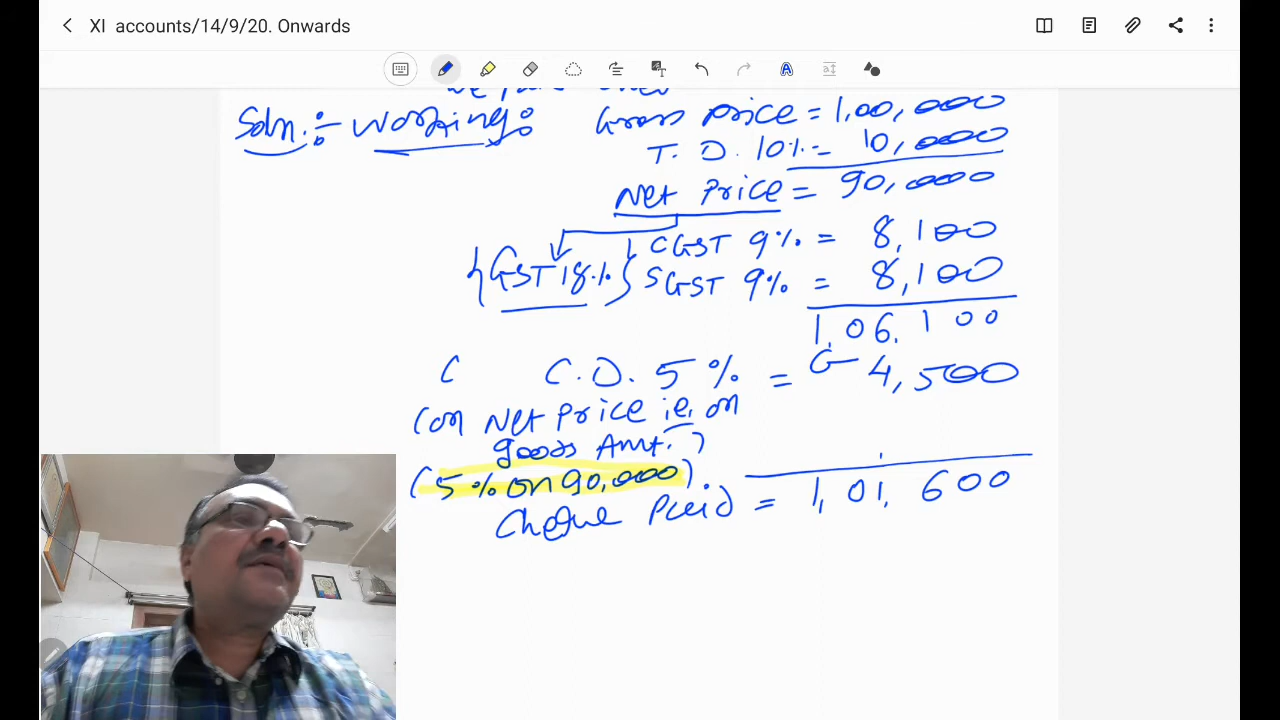 XI accounts/14/9/20. Onwards
Soln. :- Working: Gross Price = 1,00,000
T. D. 10% - 10,000
Net Price = 90,000
{GST 18%} CGST 9% = 8,100
SGST 9% = 8,100
1,06,100
C C.D. 5% = (-) 4,500
(on Net Price ie. on
goods Amt.)
(5% on 90,000).
Cheque Paid = 1,01,600